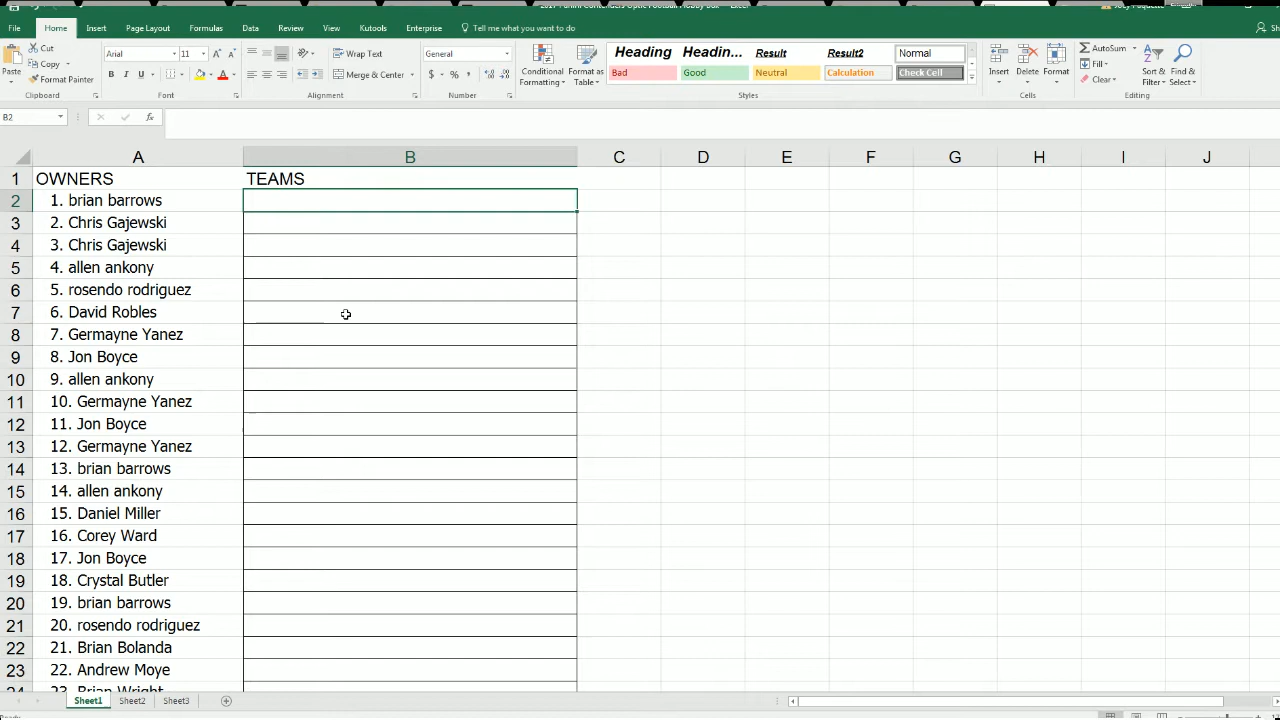 File Home Insert Page Layout Formulas Data Review View Kutools Enterprise Tell me what you want to do
Cut
Copy
Format Painter
Paste
Clipboard
Arial 11
B I U
Font
Wrap Text
Merge & Center
Alignment
General
$ % ,
Number
Conditional Formatting
Format as Table
Heading Headin... Result Result2 Normal
Bad Good Neutral Calculation Check Cell
Styles
Insert Delete Format
Cells
AutoSum
Fill
Clear
Sort & Filter
Find & Select
Editing
B2 fx
A B C D E F G H I J
1 OWNERS TEAMS
2 1. brian barrows
3 2. Chris Gajewski
4 3. Chris Gajewski
5 4. allen ankony
6 5. rosendo rodriguez
7 6. David Robles
8 7. Germayne Yanez
9 8. Jon Boyce
10 9. allen ankony
11 10. Germayne Yanez
12 11. Jon Boyce
13 12. Germayne Yanez
14 13. brian barrows
15 14. allen ankony
16 15. Daniel Miller
17 16. Corey Ward
18 17. Jon Boyce
19 18. Crystal Butler
20 19. brian barrows
21 20. rosendo rodriguez
22 21. Brian Bolanda
23 22. Andrew Moye
24 23. Brian Wright
Sheet1 Sheet2 Sheet3